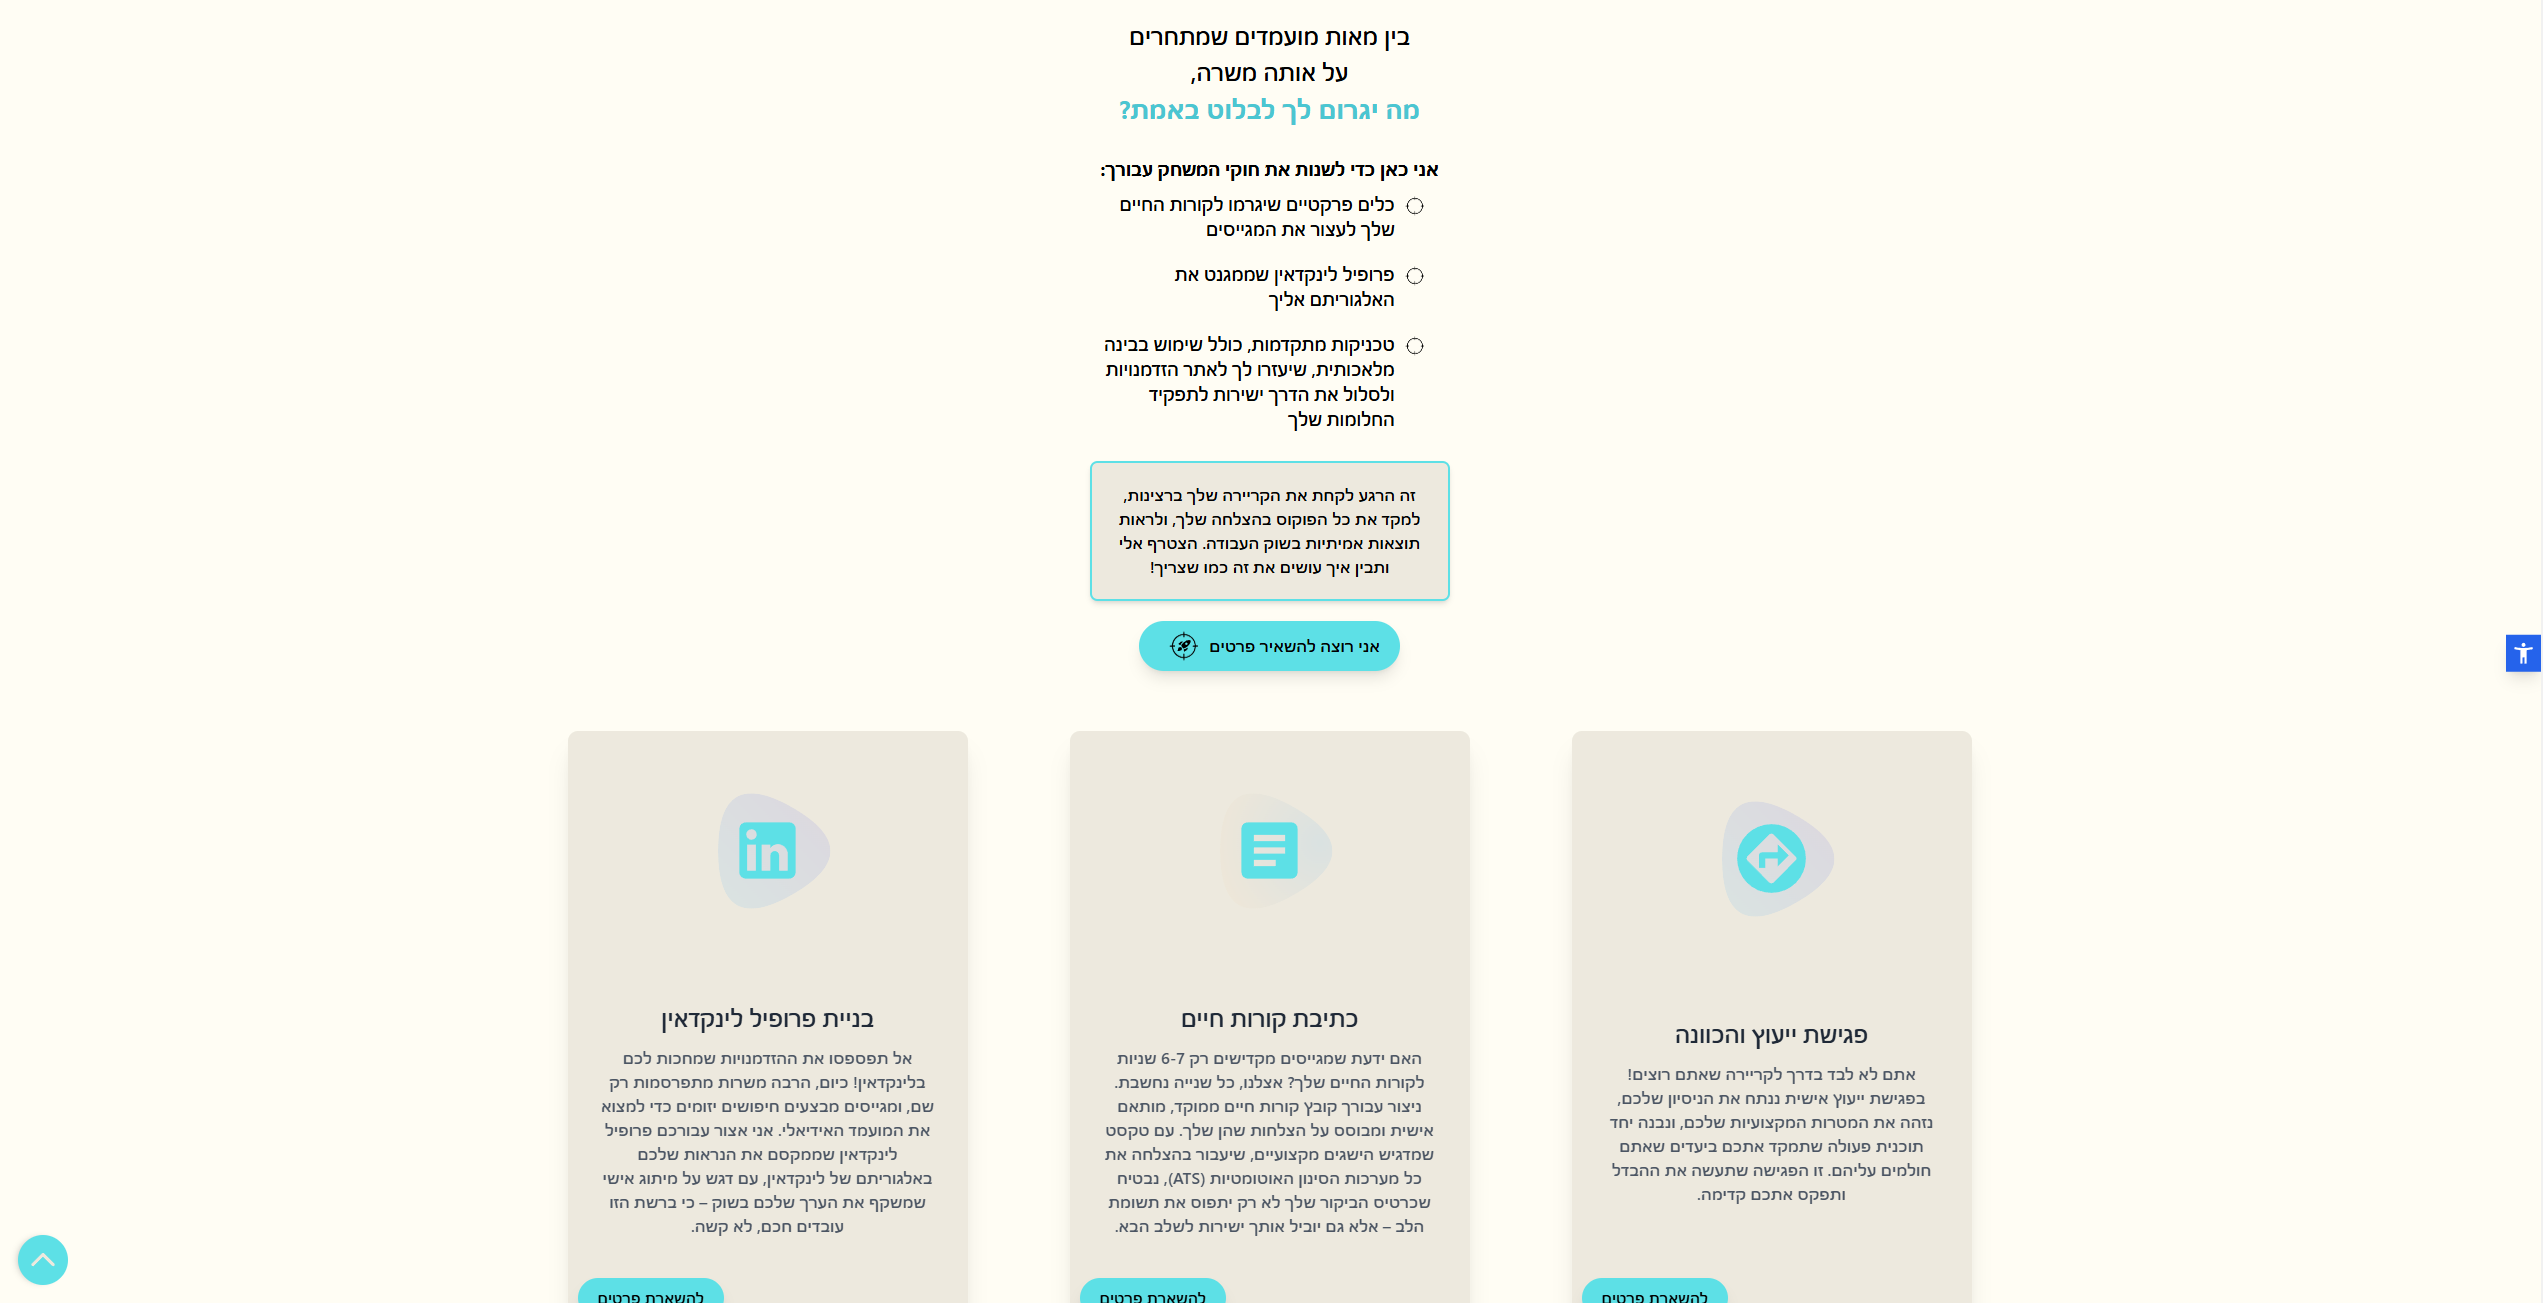 בין מאות מועמדים שמתחרים
על אותה משרה,
מה יגרום לך לבלוט באמת?
אני כאן כדי לשנות את חוקי המשחק עבורך:
כלים פרקטיים שיגרמו לקורות החיים
שלך לעצור את המגייסים
פרופיל לינקדאין שממגנט את
האלגוריתם אליך
טכניקות מתקדמות, כולל שימוש בבינה
מלאכותית, שיעזרו לך לאתר הזדמנויות
ולסלול את הדרך ישירות לתפקיד
החלומות שלך
זה הרגע לקחת את הקריירה שלך ברצינות,
למקד את כל הפוקוס בהצלחה שלך, ולראות
תוצאות אמיתיות בשוק העבודה. הצטרף אלי
ותבין איך עושים את זה כמו שצריך!
אני רוצה להשאיר פרטים
פגישת ייעוץ והכוונה
אתם לא לבד בדרך לקריירה שאתם רוצים!
בפגישת ייעוץ אישית ננתח את הניסיון שלכם,
נזהה את המטרות המקצועיות שלכם, ונבנה יחד
תוכנית פעולה שתמקד אתכם ביעדים שאתם
חולמים עליהם. זו הפגישה שתעשה את ההבדל
ותפקס אתכם קדימה.
להשארת פרטים
כתיבת קורות חיים
האם ידעת שמגייסים מקדישים רק 6-7 שניות
לקורות החיים שלך? אצלנו, כל שנייה נחשבת.
ניצור עבורך קובץ קורות חיים ממוקד, מותאם
אישית ומבוסס על הצלחות שהן שלך. עם טקסט
שמדגיש הישגים מקצועיים, שיעבור בהצלחה את
כל מערכות הסינון האוטומטיות (ATS), נבטיח
שכרטיס הביקור שלך לא רק יתפוס את תשומת
הלב – אלא גם יוביל אותך ישירות לשלב הבא.
להשארת פרטים
בניית פרופיל לינקדאין
אל תפספסו את ההזדמנויות שמחכות לכם
בלינקדאין! כיום, הרבה משרות מתפרסמות רק
שם, ומגייסים מבצעים חיפושים יזומים כדי למצוא
את המועמד האידיאלי. אני אצור עבורכם פרופיל
לינקדאין שממקסם את הנראות שלכם
באלגוריתם של לינקדאין, עם דגש על מיתוג אישי
שמשקף את הערך שלכם בשוק – כי ברשת הזו
עובדים חכם, לא קשה.
להשארת פרטים